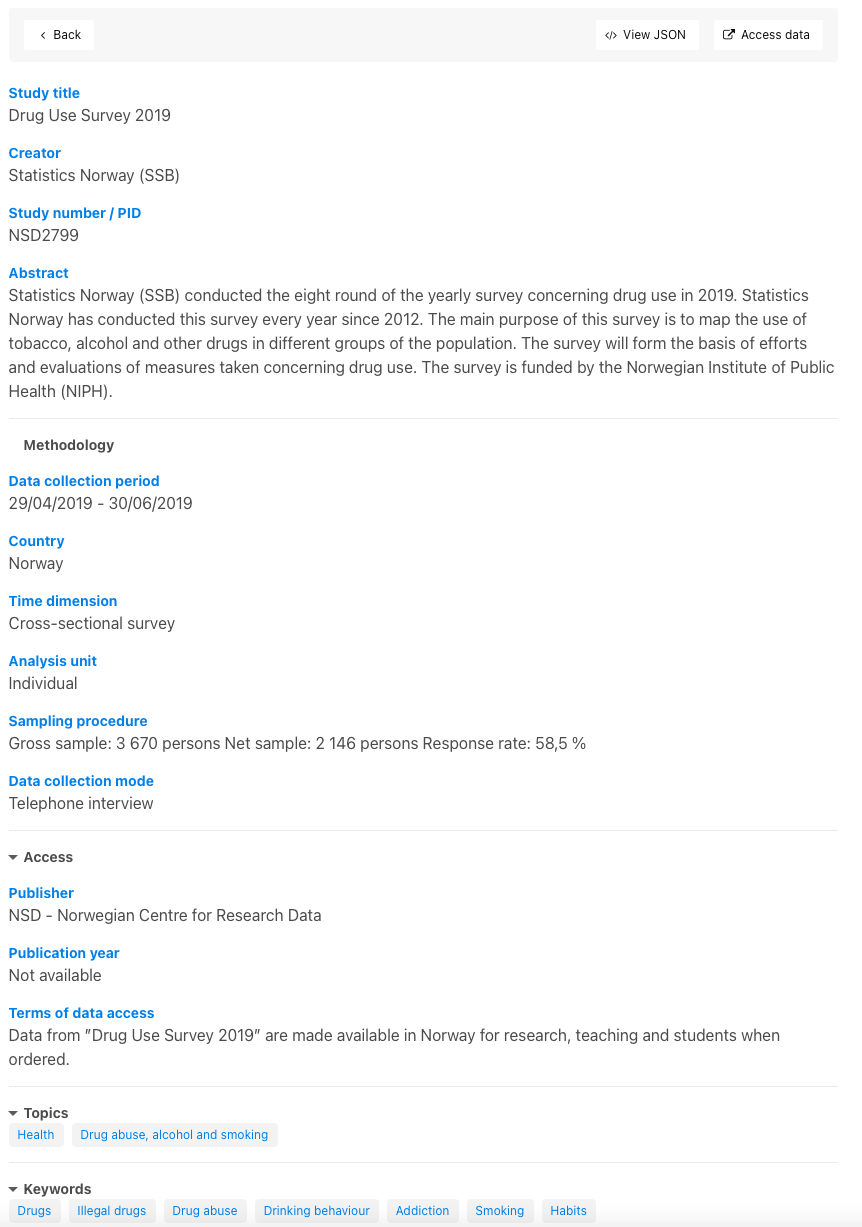 Back
View JSON
Access data
Study title
Drug Use Survey 2019
Creator
Statistics Norway (SSB)
Study number / PID
NSD2799
Abstract
Statistics Norway (SSB) conducted the eight round of the yearly survey concerning drug use in 2019. Statistics
Norway has conducted this survey every year since 2012. The main purpose of this survey is to map the use of
tobacco, alcohol and other drugs in different groups of the population. The survey will form the basis of efforts
and evaluations of measures taken concerning drug use. The survey is funded by the Norwegian Institute of Public
Health (NIPH).
Methodology
Data collection period
29/04/2019 - 30/06/2019
Country
Norway
Time dimension
Cross-sectional survey
Analysis unit
Individual
Sampling procedure
Gross sample: 3 670 persons Net sample: 2 146 persons Response rate: 58,5 %
Data collection mode
Telephone interview
Access
Publisher
NSD - Norwegian Centre for Research Data
Publication year
Not available
Terms of data access
Data from "Drug Use Survey 2019" are made available in Norway for research, teaching and students when
ordered.
Topics
Health
Drug abuse, alcohol and smoking
Keywords
Drugs
Illegal drugs
Drug abuse
Drinking behaviour
Addiction
Smoking
Habits